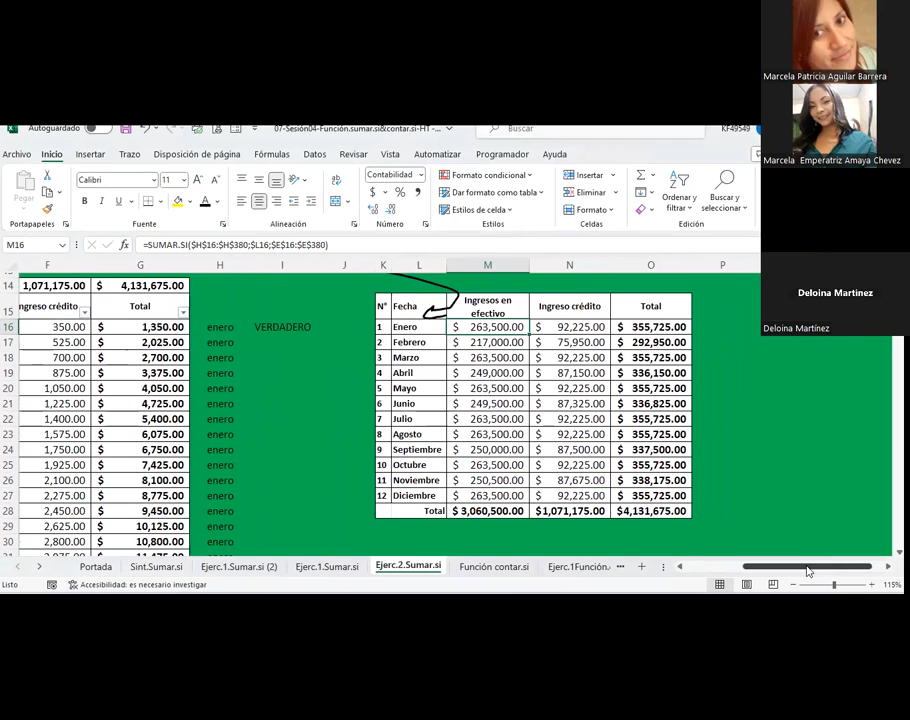 Marcela Patricia Aguilar Barrera
Marcela Emperatriz Amaya Chevez
Deloina Martinez
Deloina Martínez
Autoguardado 07-Sesión04-Función.sumar.si&contar.si-HT - ... Buscar KF49549
Archivo Inicio Insertar Trazo Disposición de página Fórmulas Datos Revisar Vista Automatizar Programador Ayuda
Pegar Calibri 11 Contabilidad Formato condicional Insertar Ordenar y filtrar Buscar y seleccionar
N K S Dar formato como tabla Eliminar
Estilos de celda Formato
Portapapeles Fuente Alineación Número Estilos Celdas Edición
M16 =SUMAR.SI($H$16:$H$380;$L16;$E$16:$E$380)
F G H I J K L M N O P
14 1,071,175.00 $ 4,131,675.00
15 ngreso crédito Total N° Fecha Ingresos en efectivo Ingreso crédito Total
16 350.00 $ 1,350.00 enero VERDADERO 1 Enero $ 263,500.00 $ 92,225.00 $ 355,725.00
17 525.00 $ 2,025.00 enero 2 Febrero $ 217,000.00 $ 75,950.00 $ 292,950.00
18 700.00 $ 2,700.00 enero 3 Marzo $ 263,500.00 $ 92,225.00 $ 355,725.00
19 875.00 $ 3,375.00 enero 4 Abril $ 249,000.00 $ 87,150.00 $ 336,150.00
20 1,050.00 $ 4,050.00 enero 5 Mayo $ 263,500.00 $ 92,225.00 $ 355,725.00
21 1,225.00 $ 4,725.00 enero 6 Junio $ 249,500.00 $ 87,325.00 $ 336,825.00
22 1,400.00 $ 5,400.00 enero 7 Julio $ 263,500.00 $ 92,225.00 $ 355,725.00
23 1,575.00 $ 6,075.00 enero 8 Agosto $ 263,500.00 $ 92,225.00 $ 355,725.00
24 1,750.00 $ 6,750.00 enero 9 Septiembre $ 250,000.00 $ 87,500.00 $ 337,500.00
25 1,925.00 $ 7,425.00 enero 10 Octubre $ 263,500.00 $ 92,225.00 $ 355,725.00
26 2,100.00 $ 8,100.00 enero 11 Noviembre $ 250,500.00 $ 87,675.00 $ 338,175.00
27 2,275.00 $ 8,775.00 enero 12 Diciembre $ 263,500.00 $ 92,225.00 $ 355,725.00
28 2,450.00 $ 9,450.00 enero Total $ 3,060,500.00 $1,071,175.00 $4,131,675.00
29 2,625.00 $ 10,125.00 enero
30 2,800.00 $ 10,800.00 enero
Portada Sint.Sumar.si Ejerc.1.Sumar.si (2) Ejerc.1.Sumar.si Ejerc.2.Sumar.si Función contar.si Ejerc.1Función. ...
Listo Accesibilidad: es necesario investigar 115%